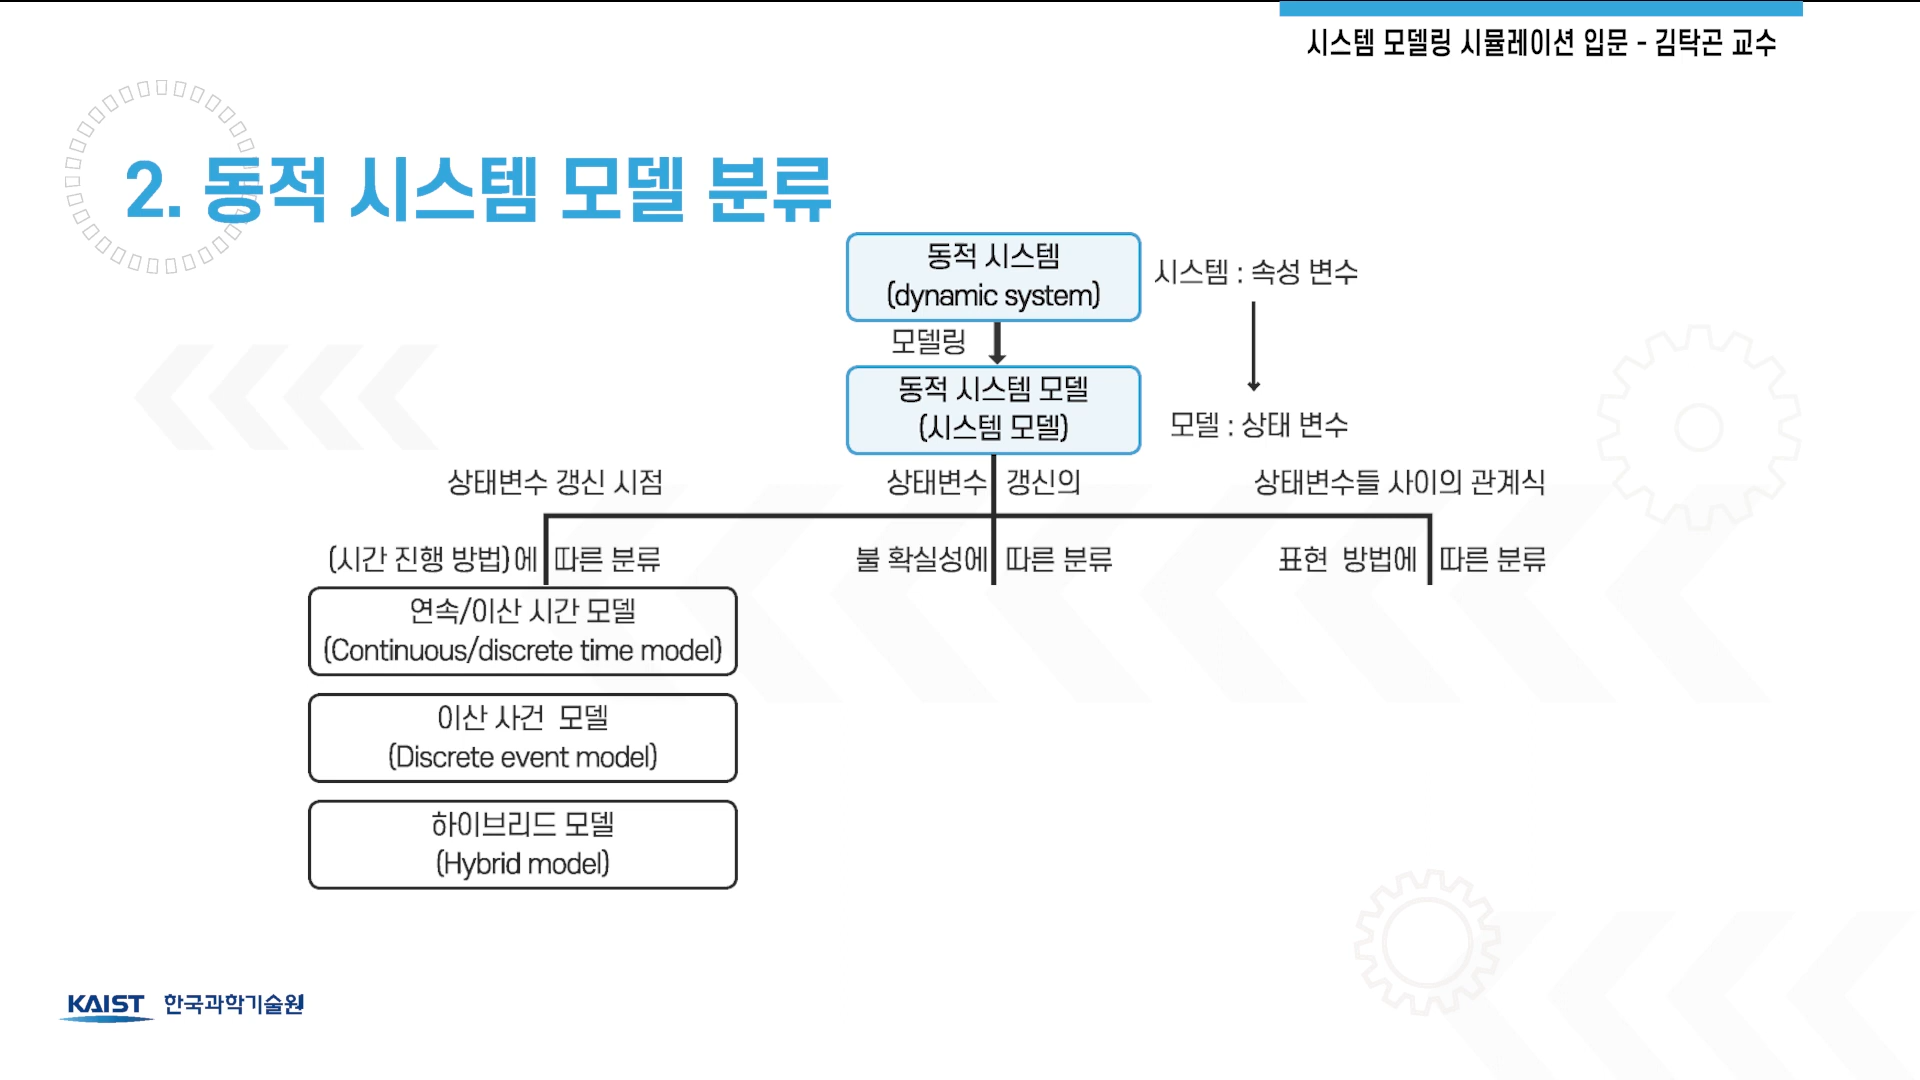 시스템 모델링 시뮬레이션 입문 - 김탁곤 교수
2. 동적 시스템 모델 분류
동적 시스템
(dynamic system)
시스템 : 속성 변수
모델링
동적 시스템 모델
(시스템 모델)
모델 : 상태 변수
상태변수 갱신 시점
(시간 진행 방법)에 따른 분류
상태변수 갱신의
불 확실성에 따른 분류
상태변수들 사이의 관계식
표현 방법에 따른 분류
연속/이산 시간 모델
(Continuous/discrete time model)
이산 사건 모델
(Discrete event model)
하이브리드 모델
(Hybrid model)
KAIST 한국과학기술원